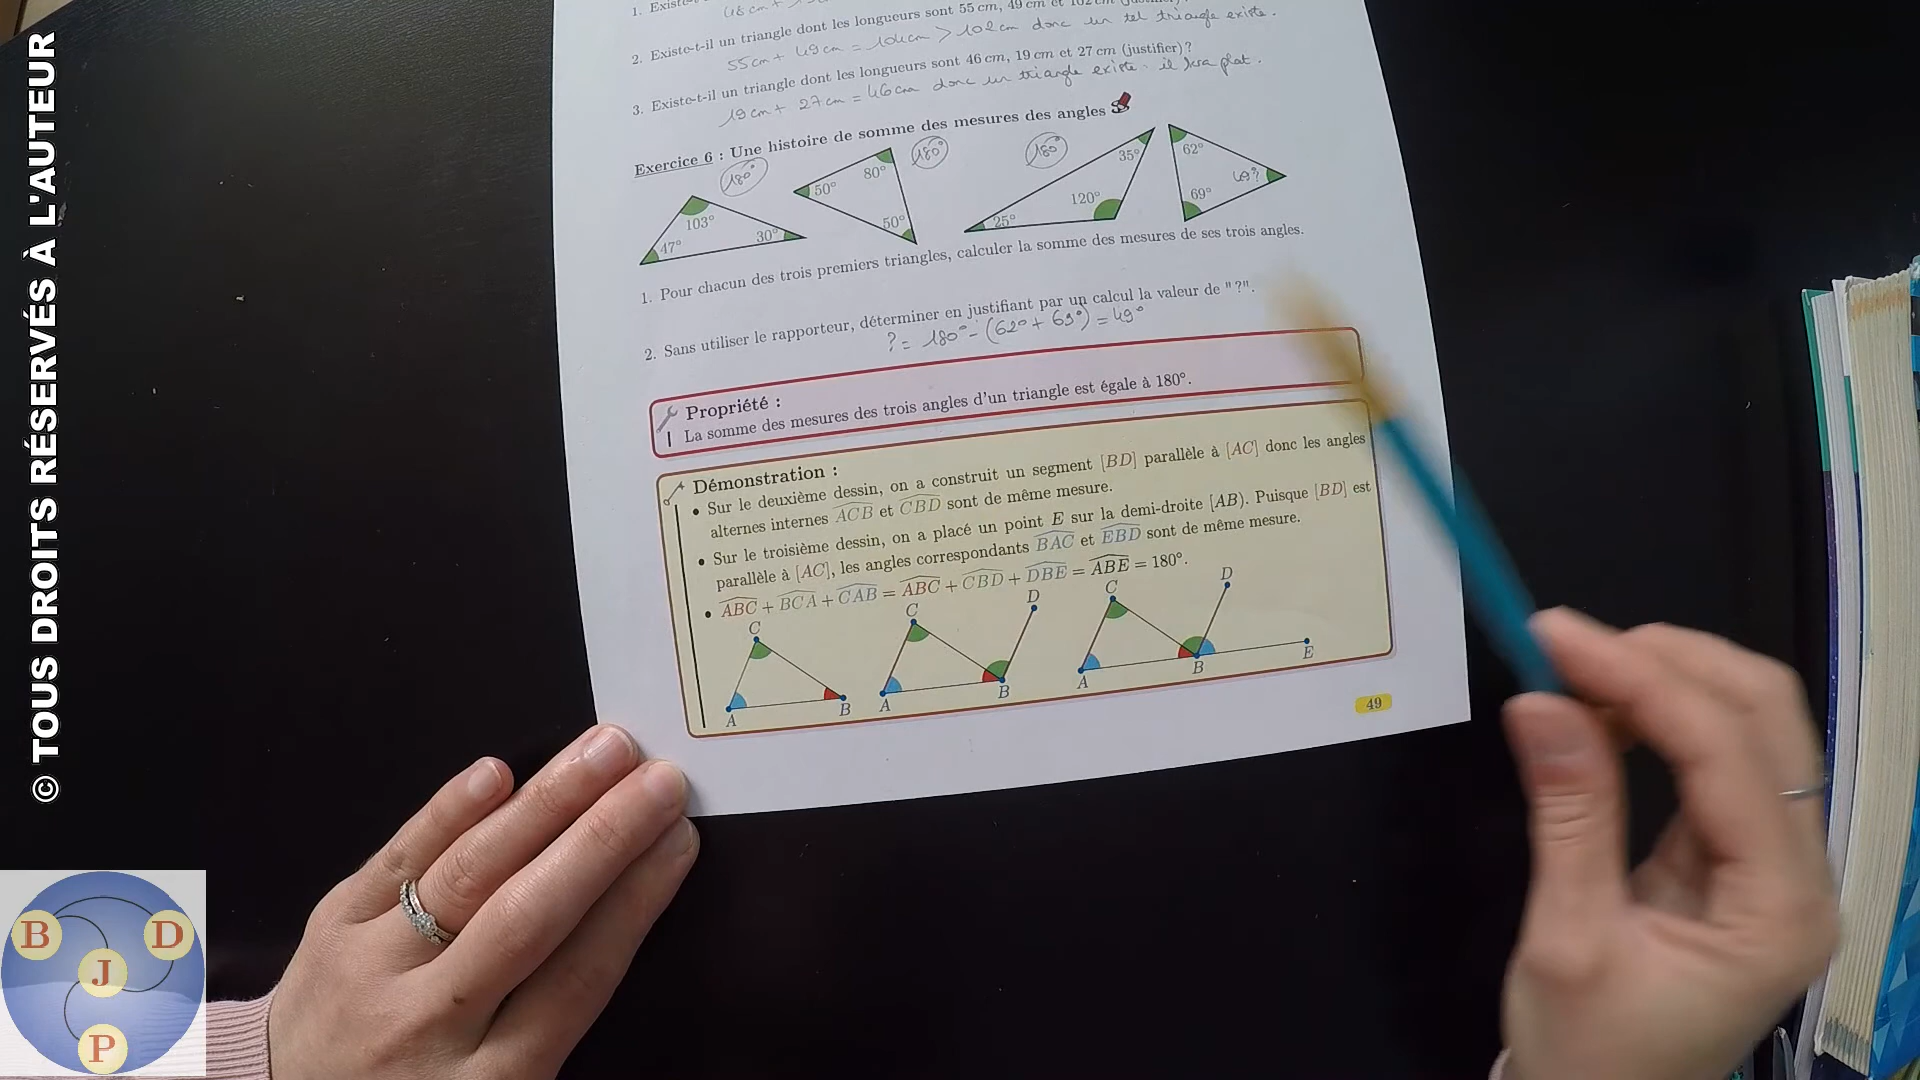 1. Existe
48 cm +
2. Existe-t-il un triangle dont les longueurs sont 55 cm, 49 cm et 102 cm
55 cm + 49 cm = 104 cm > 102 cm donc un tel triangle existe.
3. Existe-t-il un triangle dont les longueurs sont 46 cm, 19 cm et 27 cm (justifier)?
19 cm + 27 cm = 46 cm donc un triangle existe. il sera plat.
Exercice 6 : Une histoire de somme des mesures des angles
180° 180° 180°
103° 47° 30°
50° 80° 50°
25° 120° 35°
62° 69° 49?
1. Pour chacun des trois premiers triangles, calculer la somme des mesures de ses trois angles.
2. Sans utiliser le rapporteur, déterminer en justifiant par un calcul la valeur de "?".
? = 180° - (62° + 69°) = 49°
Propriété :
La somme des mesures des trois angles d'un triangle est égale à 180°.
Démonstration :
• Sur le deuxième dessin, on a construit un segment [BD] parallèle à [AC] donc les angles
alternes internes ACB et CBD sont de même mesure.
• Sur le troisième dessin, on a placé un point E sur la demi-droite [AB). Puisque [BD] est
parallèle à [AC], les angles correspondants BAC et EBD sont de même mesure.
• ABC + BCA + CAB = ABC + CBD + DBE = ABE = 180°.
C A B
C D A B
C D A B E
49
© TOUS DROITS RÉSERVÉS À L'AUTEUR
B D
J
P